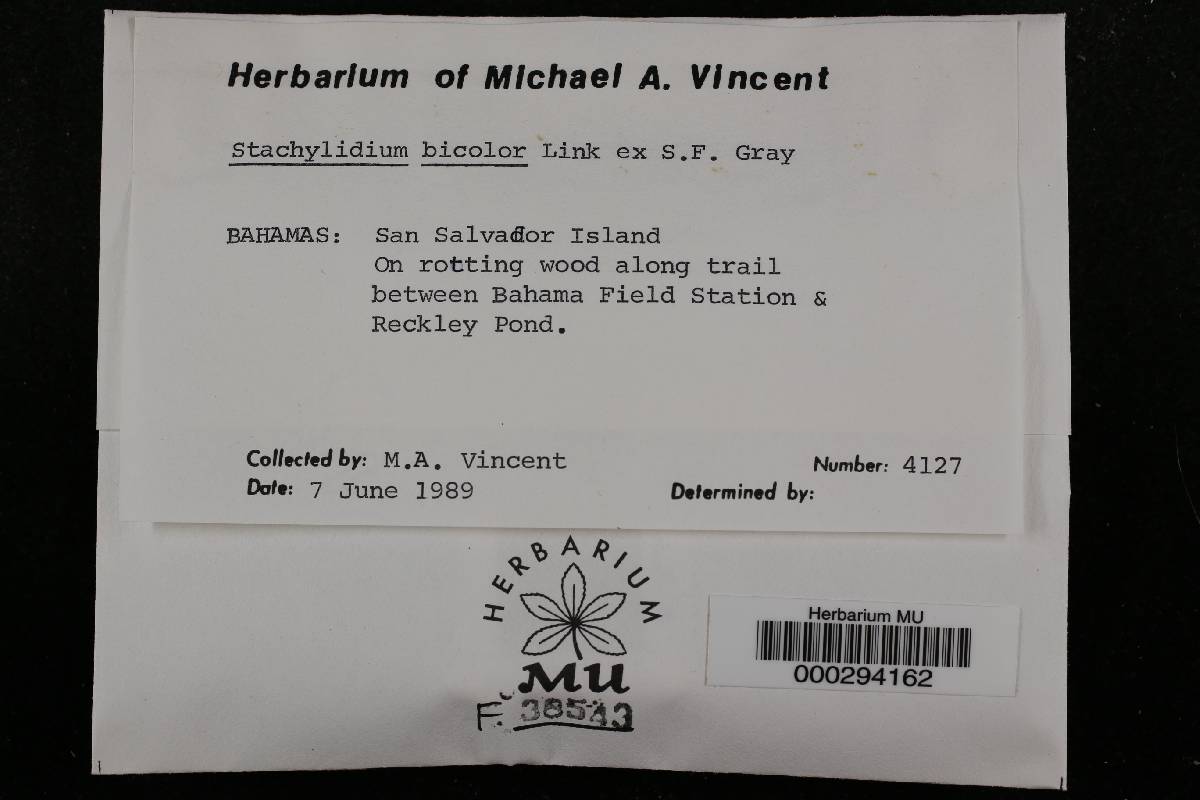 Herbarium of Michael A. Vincent
Stachylidium bicolor Link ex S.F. Gray
BAHAMAS: San Salvador Island
On rotting wood along trail
between Bahama Field Station &
Reckley Pond.
Collected by: M.A. Vincent
Number: 4127
Date: 7 June 1989
Determined by:
HERBARIUM
MU
F. 38543
Herbarium MU
000294162